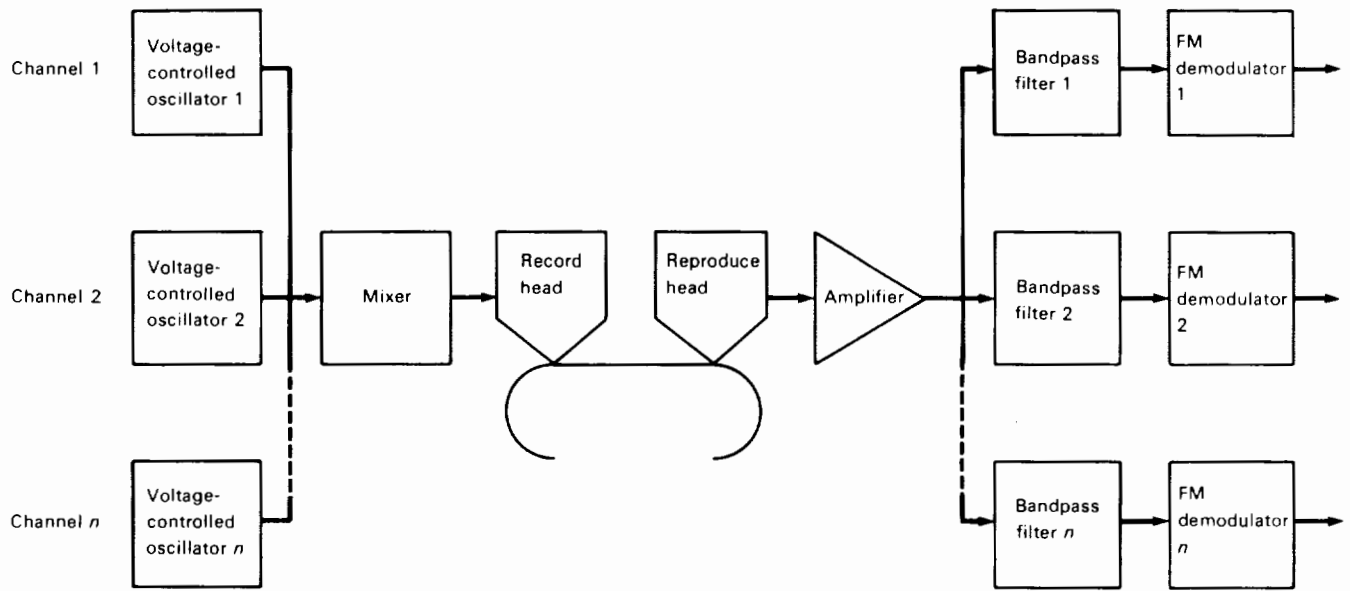 Channel 1
Voltage-
controlled
oscillator 1
Bandpass
filter 1
FM
demodulator
1
Channel 2
Voltage-
controlled
oscillator 2
Mixer
Record
head
Reproduce
head
Amplifier
Bandpass
filter 2
FM
demodulator
2
Channel n
Voltage-
controlled
oscillator n
Bandpass
filter n
FM
demodulator
n